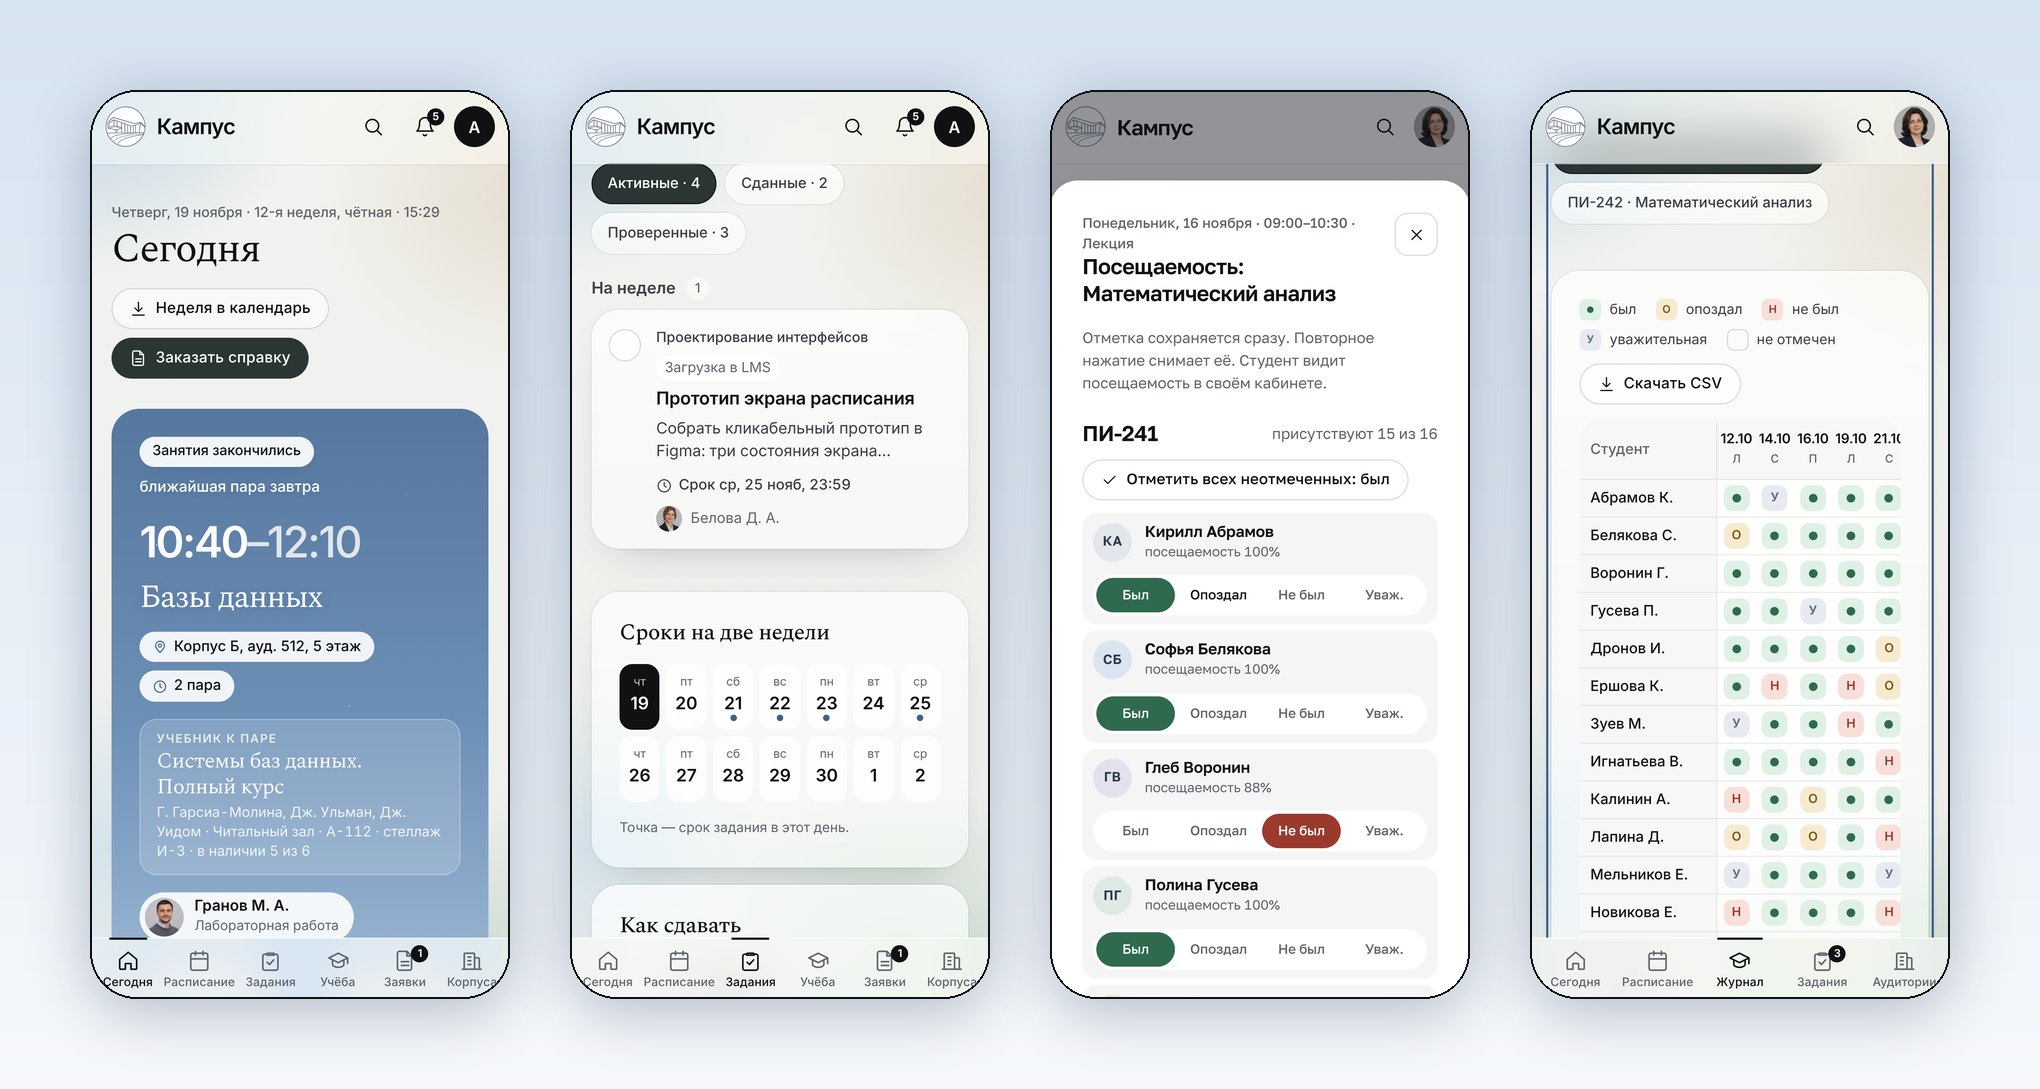 Кампус
5
А
Четверг, 19 ноября · 12-я неделя, чётная · 15:29
Сегодня
Неделя в календарь
Заказать справку
Занятия закончились
ближайшая пара завтра
10:40–12:10
Базы данных
Корпус Б, ауд. 512, 5 этаж
2 пара
УЧЕБНИК К ПАРЕ
Системы баз данных.
Полный курс
Г. Гарсиа-Молина, Дж. Ульман, Дж.
Уидом · Читальный зал · А-112 · стеллаж
И-3 · в наличии 5 из 6
Гранов М. А.
Лабораторная работа
Сегодня
Расписание
Задания
Учёба
1
Заявки
Корпуса
Кампус
5
А
Активные · 4
Сданные · 2
Проверенные · 3
На неделе 1
Проектирование интерфейсов
Загрузка в LMS
Прототип экрана расписания
Собрать кликабельный прототип в
Figma: три состояния экрана...
Срок ср, 25 нояб, 23:59
Белова Д. А.
Сроки на две недели
чт пт сб вс пн вт ср
19 20 21 22 23 24 25
чт пт сб вс пн вт ср
26 27 28 29 30 1 2
Точка — срок задания в этот день.
Как сдавать
Сегодня
Расписание
Задания
Учёба
1
Заявки
Корпуса
Кампус
Понедельник, 16 ноября · 09:00–10:30 ·
Лекция
Посещаемость:
Математический анализ
Отметка сохраняется сразу. Повторное
нажатие снимает её. Студент видит
посещаемость в своём кабинете.
ПИ-241
присутствуют 15 из 16
Отметить всех неотмеченных: был
КА
Кирилл Абрамов
посещаемость 100%
Был Опоздал Не был Уваж.
СБ
Софья Белякова
посещаемость 100%
Был Опоздал Не был Уваж.
ГВ
Глеб Воронин
посещаемость 88%
Был Опоздал Не был Уваж.
ПГ
Полина Гусева
посещаемость 100%
Был Опоздал Не был Уваж.
Кампус
ПИ-242 · Математический анализ
был
О опоздал
Н не был
У уважительная
не отмечен
Скачать CSV
Студент
12.10 14.10 16.10 19.10 21.10
Л С П Л С
Абрамов К. У
Белякова С. О
Воронин Г.
Гусева П. У
Дронов И. О
Ершова К. Н Н О
Зуев М. У Н
Игнатьева В. Н
Калинин А. Н О
Лапина Д. О О Н
Мельников Е. У У
Новикова Е. Н Н
Сегодня
Расписание
Журнал
3
Задания
Аудитории